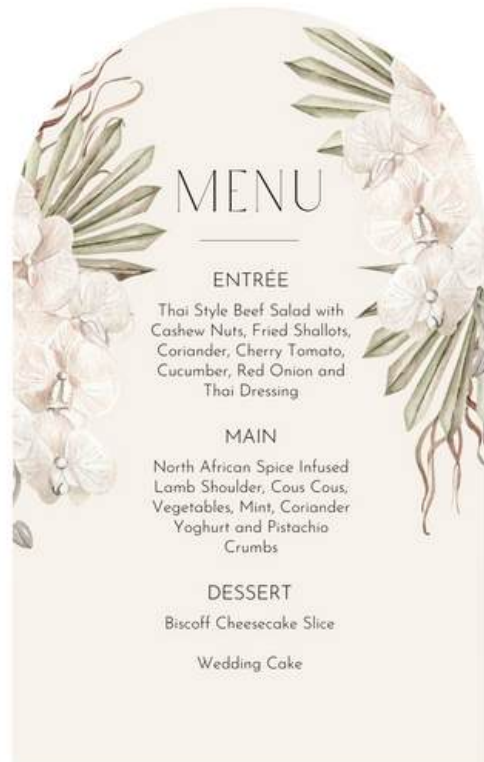 MENU
ENTRÉE
Thai Style Beef Salad with
Cashew Nuts, Fried Shallots,
Coriander, Cherry Tomato,
Cucumber, Red Onion and
Thai Dressing
MAIN
North African Spice Infused
Lamb Shoulder, Cous Cous,
Vegetables, Mint, Coriander
Yoghurt and Pistachio
Crumbs
DESSERT
Biscoff Cheesecake Slice
Wedding Cake